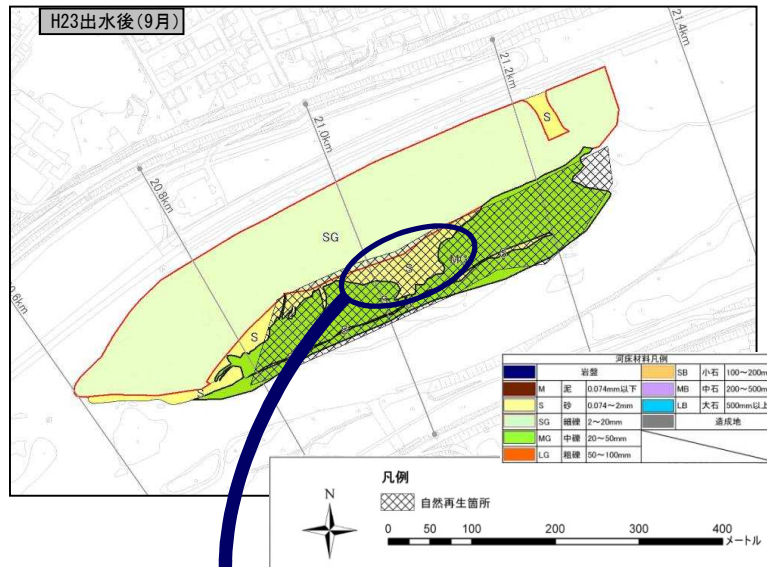 H23出水後(9月)
21.4km
21.2km
21.0km
20.8km
S
SG
MG
S
S
河床材料凡例
岩盤
SB 小石 100～200m
M 泥 0.074mm以下
MB 中石 200～500m
S 砂 0.074～2mm
LB 大石 500mm以上
SG 細礫 2～20mm
造成地
MG 中礫 20～50mm
LG 粗礫 50～100mm
凡例
自然再生箇所
N
0 50 100 200 300 400
メートル